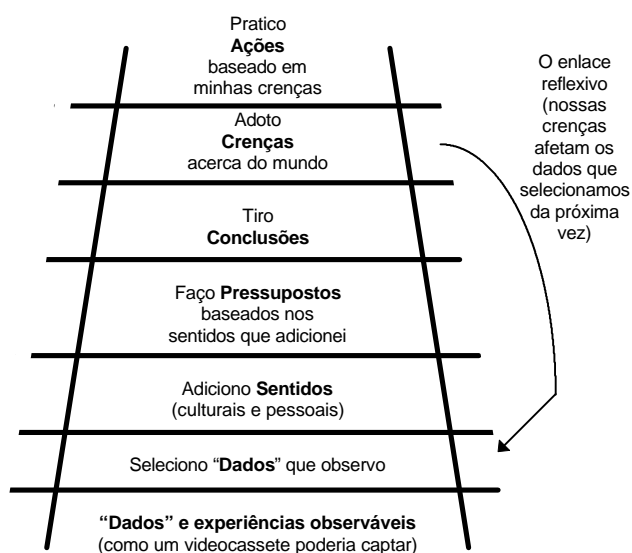 Pratico
Ações
baseado em
minhas crenças
Adoto
Crenças
acerca do mundo
Tiro
Conclusões
Faço Pressupostos
baseados nos
sentidos que adicionei
Adiciono Sentidos
(culturais e pessoais)
Seleciono “Dados” que observo
“Dados” e experiências observáveis
(como um videocassete poderia captar)
O enlace
reflexivo
(nossas
crenças
afetam os
dados que
selecionamos
da próxima
vez)